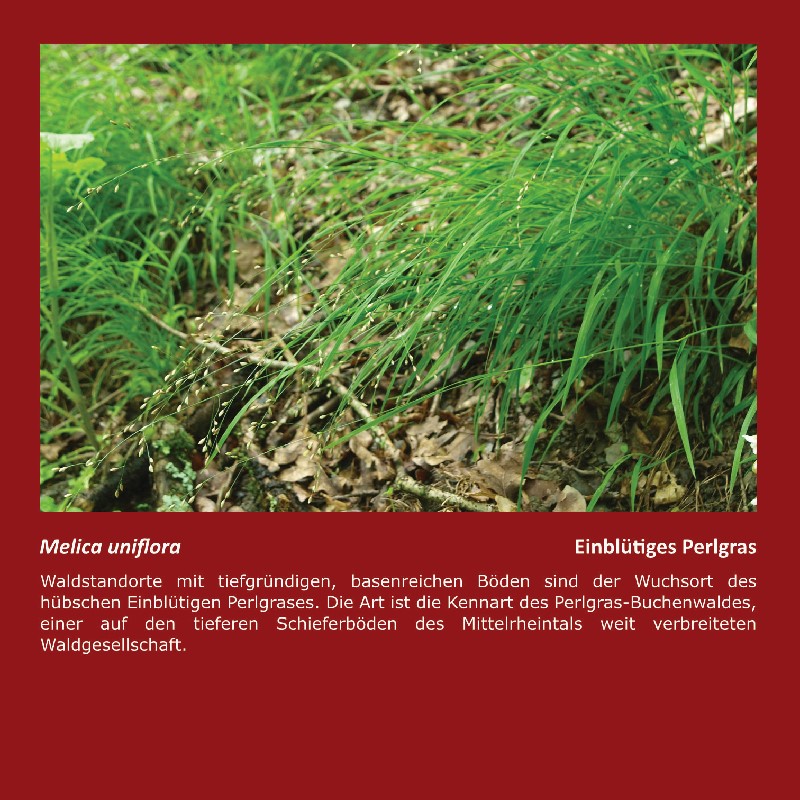 Melica uniflora Einblütiges Perlgras
Waldstandorte mit tiefgründigen, basenreichen Böden sind der Wuchsort des
hübschen Einblütigen Perlgrases. Die Art ist die Kennart des Perlgras-Buchenwaldes,
einer auf den tieferen Schieferböden des Mittelrheintals weit verbreiteten
Waldgesellschaft.